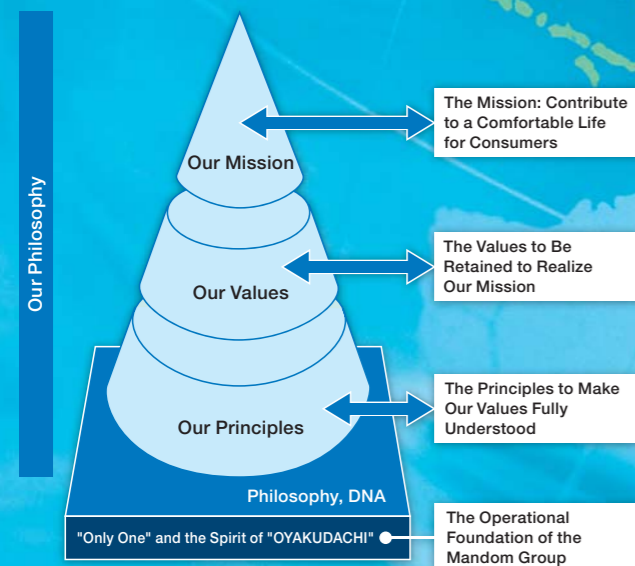 Our Philosophy
Our Mission
The Mission: Contribute
to a Comfortable Life
for Consumers
Our Values
The Values to Be
Retained to Realize
Our Mission
Our Principles
The Principles to Make
Our Values Fully
Understood
Philosophy, DNA
"Only One" and the Spirit of "OYAKUDACHI"
The Operational
Foundation of the
Mandom Group